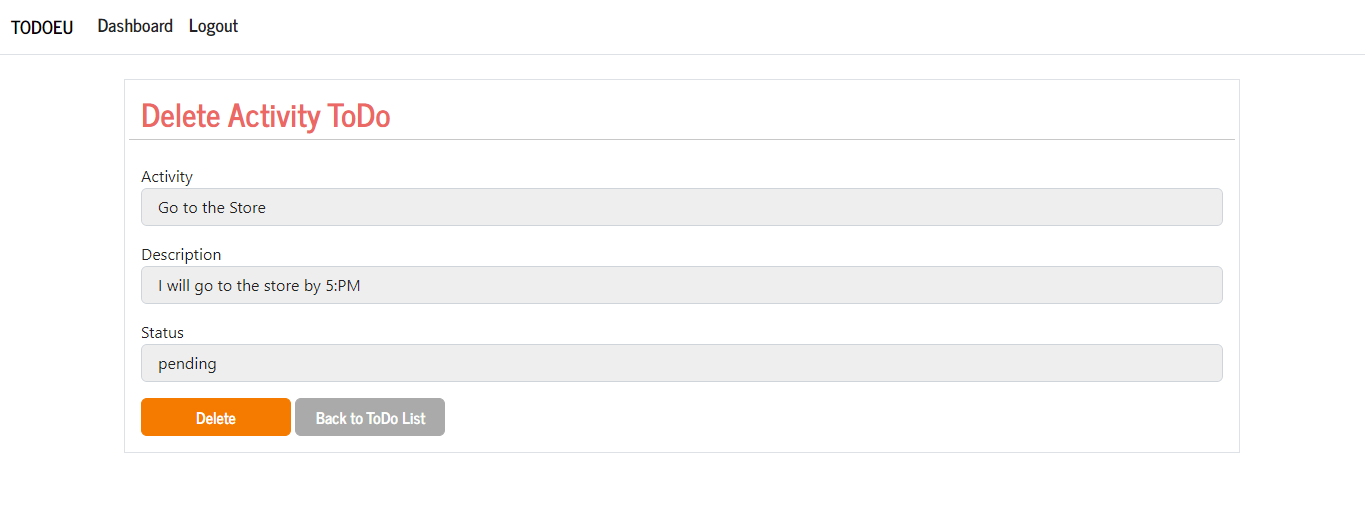 TODOEU Dashboard Logout
Delete Activity ToDo
Activity
Go to the Store
Description
I will go to the store by 5:PM
Status
pending
Delete Back to ToDo List